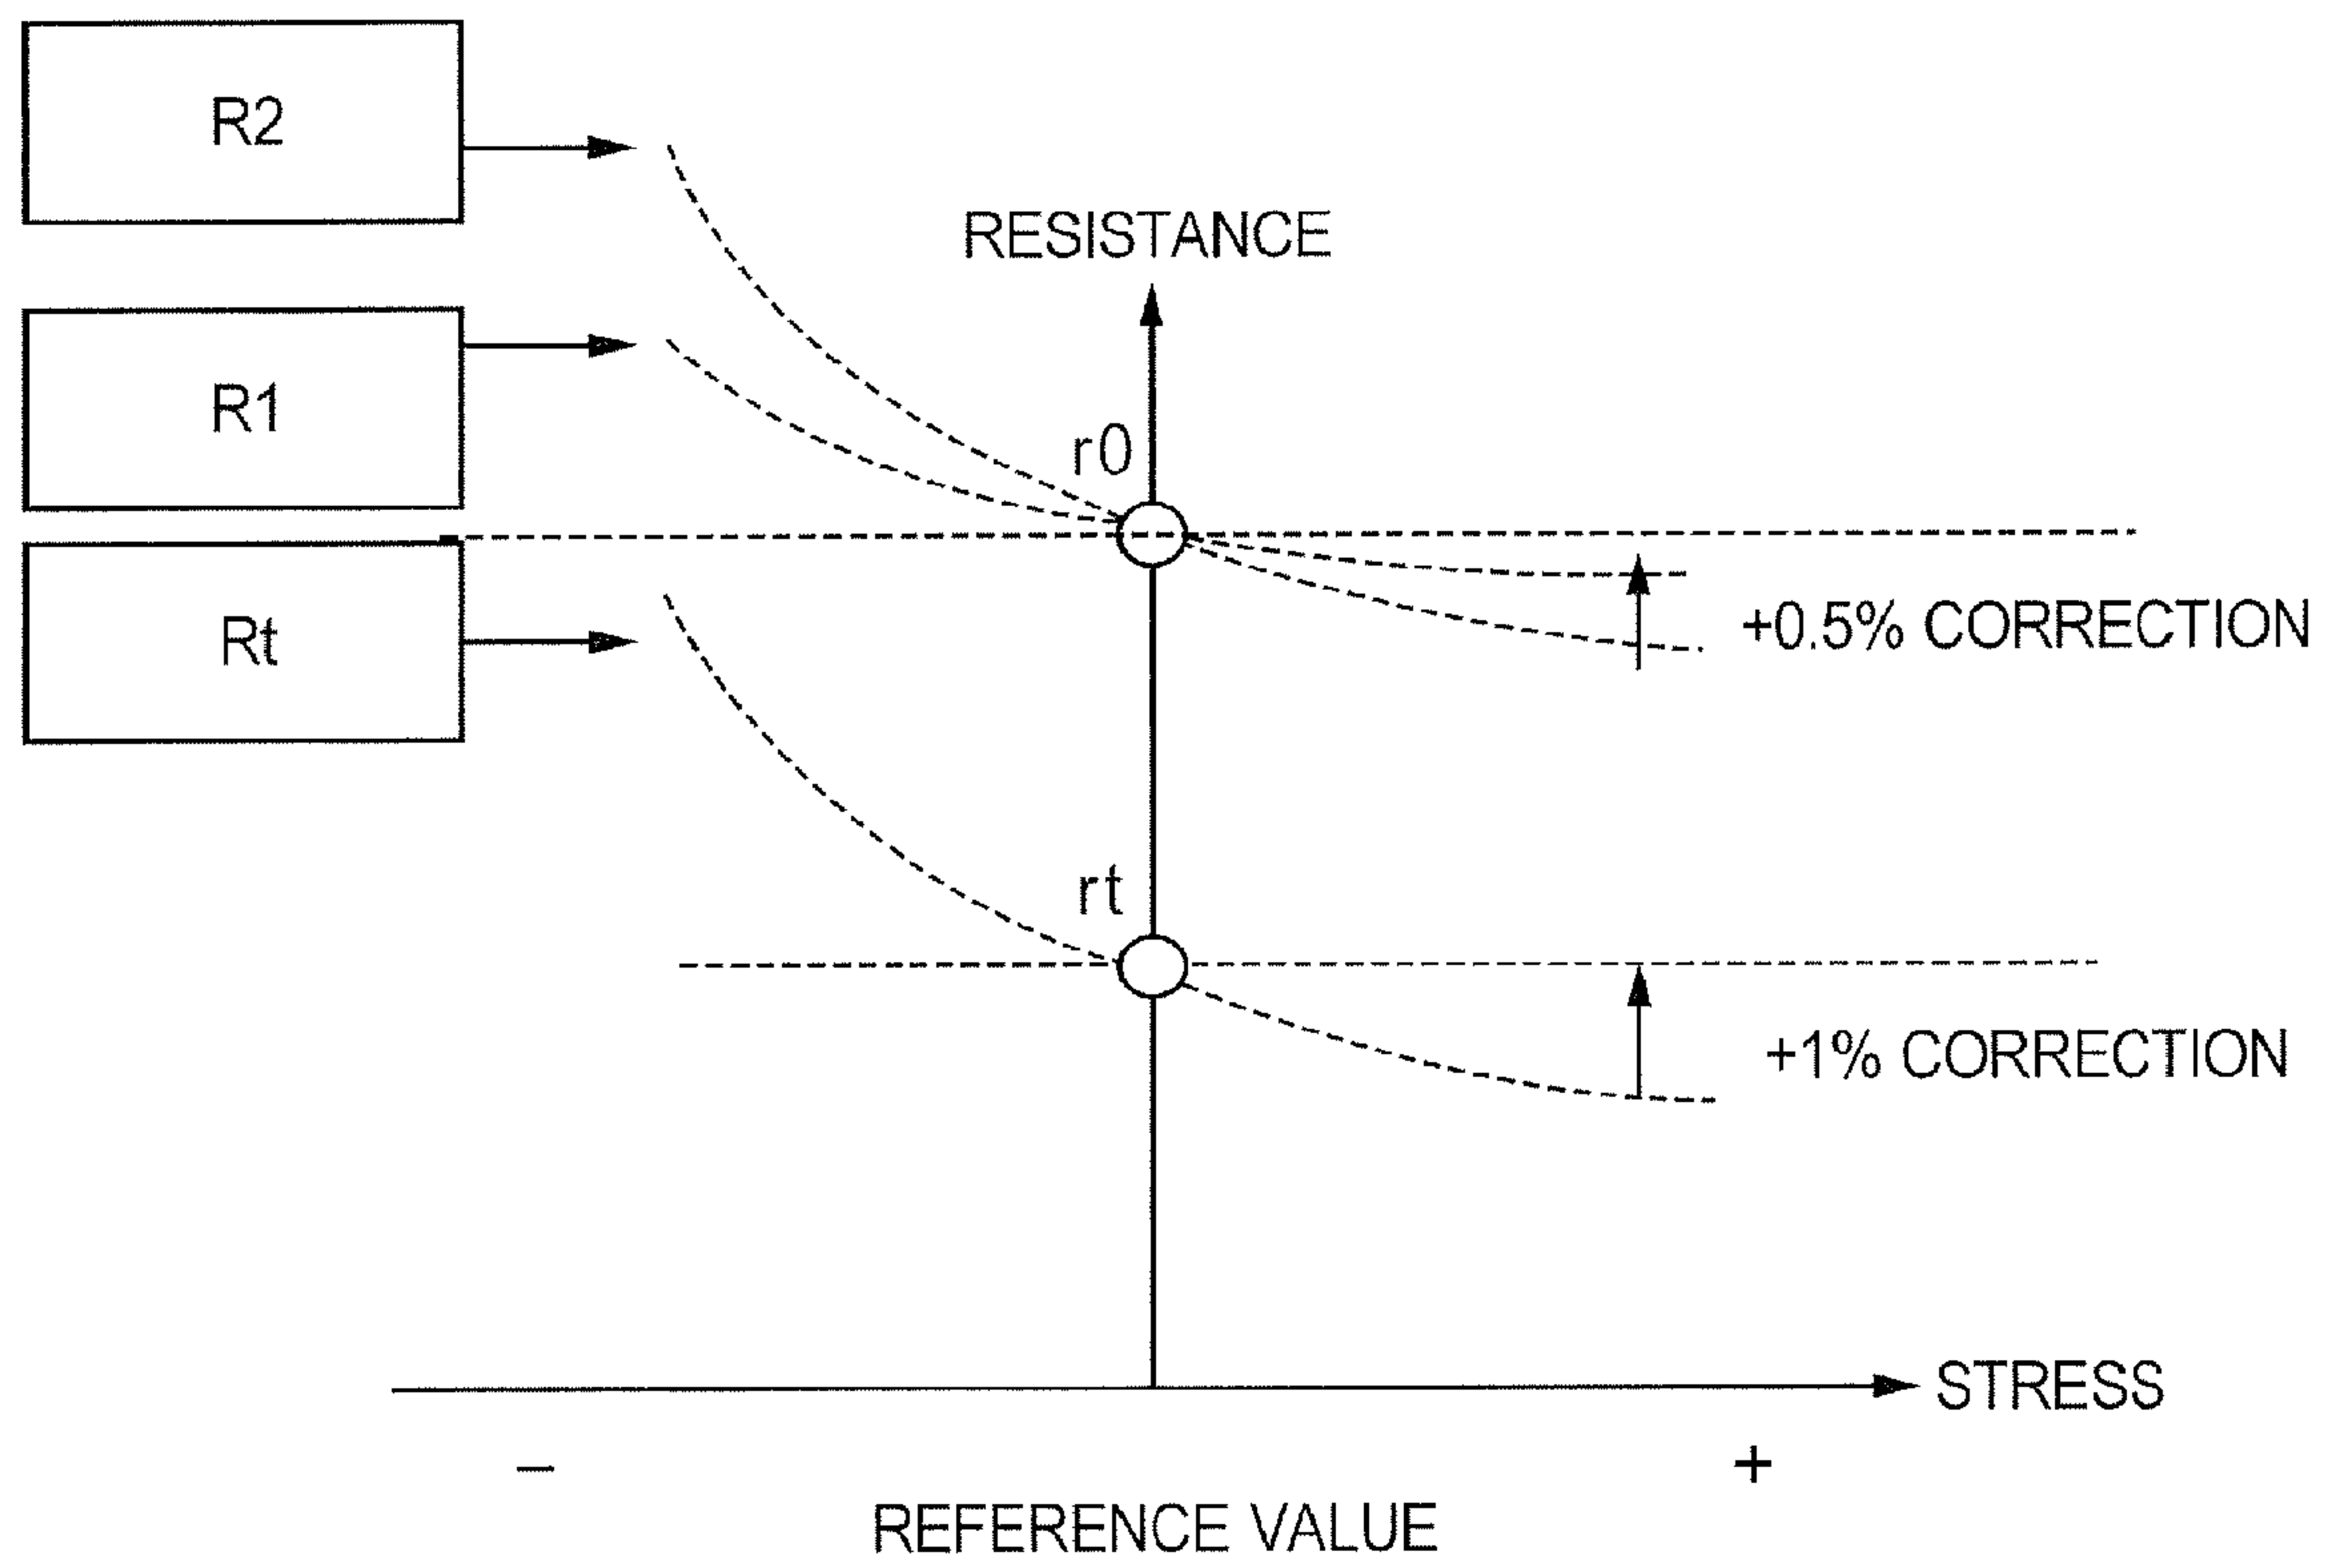 R2
RESISTANCE
R1
r0
Rt
+0.5% CORRECTION
rt
+1% CORRECTION
STRESS
− +
REFERENCE VALUE